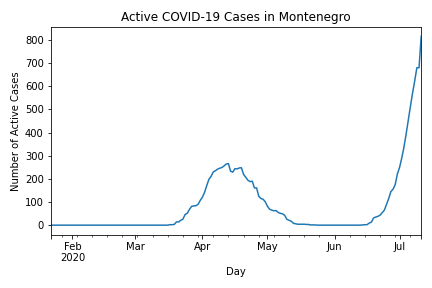 Active COVID-19 Cases in Montenegro
Number of Active Cases
800
700
600
500
400
300
200
100
0
Feb Mar Apr May Jun Jul
2020
Day